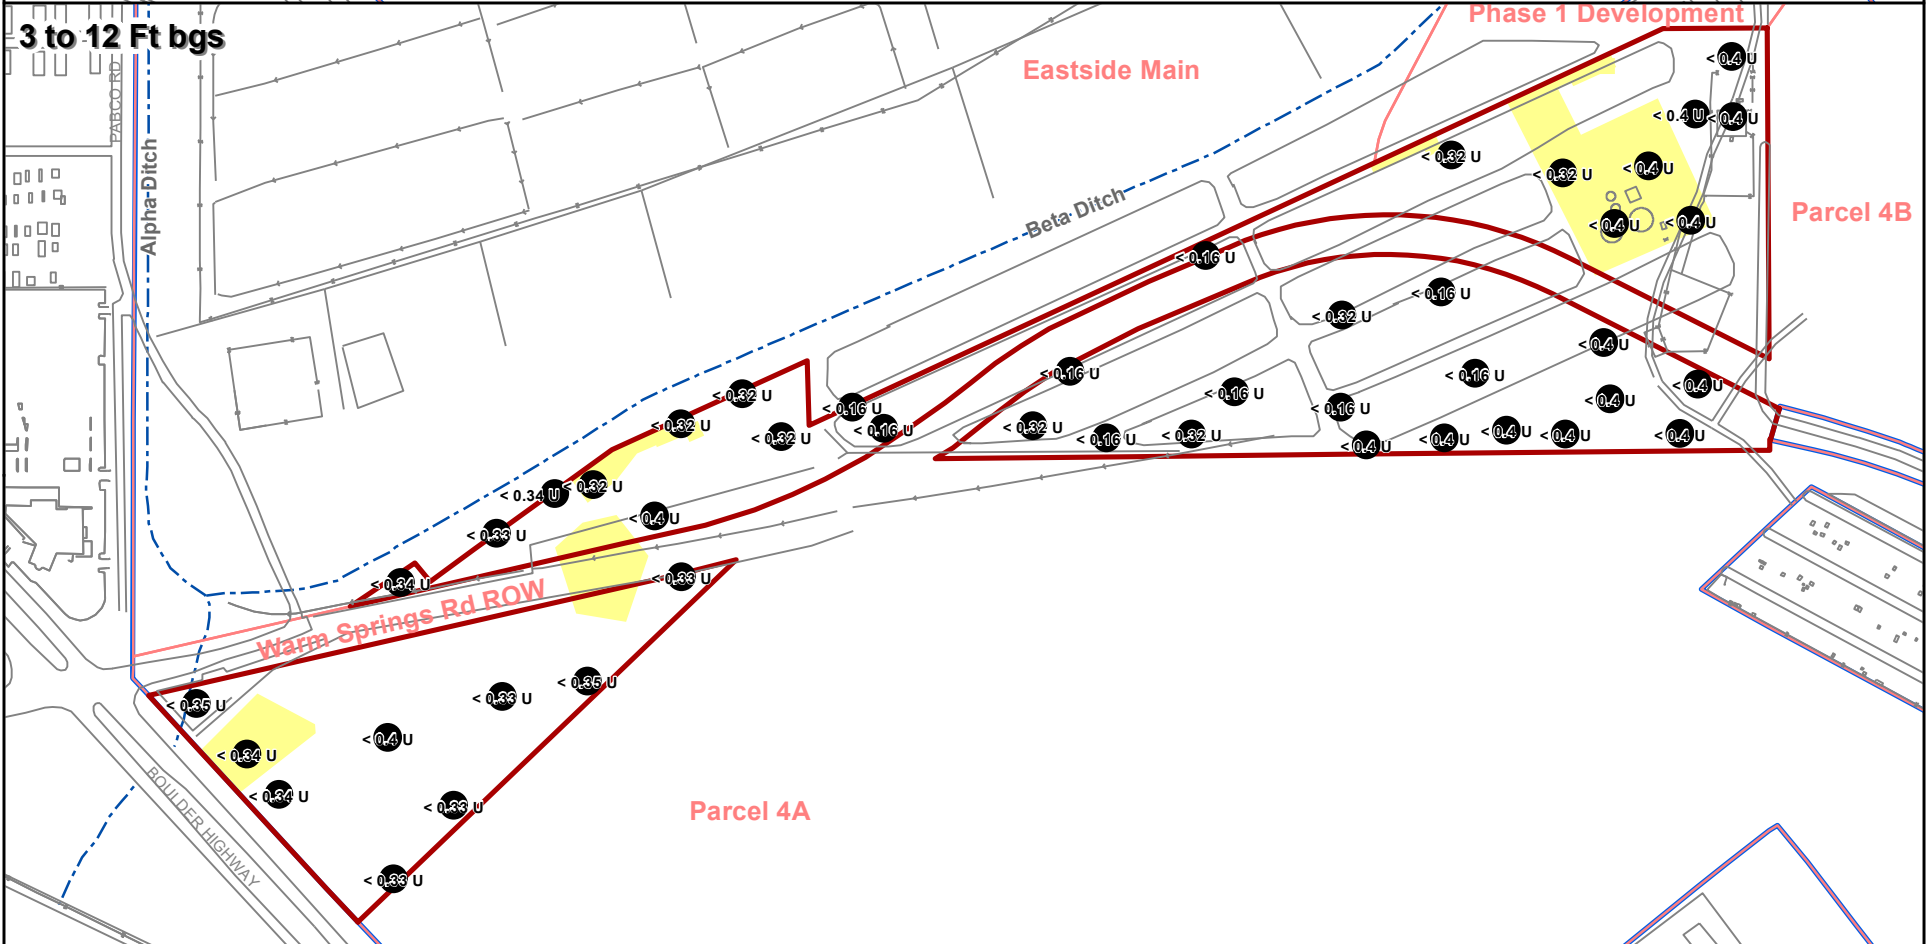 Phase 1 Development
3 to 12 Ft bgs
< 0.4 U
Eastside Main
PABCO RD
< 0.4 U
< 0.4 U
Alpha Ditch
< 0.32 U
< 0.32 U
< 0.4 U
Beta Ditch
Parcel 4B
< 0.4 U
< 0.4 U
< 0.16 U
< 0.16 U
< 0.32 U
< 0.4 U
< 0.16 U
< 0.16 U
< 0.4 U
< 0.32 U
< 0.16 U
< 0.4 U
< 0.16 U
< 0.16 U
< 0.32 U
< 0.32 U
< 0.16 U
< 0.32 U
< 0.32 U
< 0.16 U
< 0.32 U
< 0.4 U
< 0.4 U
< 0.4 U
< 0.4 U
< 0.4 U
< 0.34 U
< 0.32 U
< 0.4 U
< 0.33 U
< 0.34 U
< 0.33 U
Warm Springs Rd ROW
< 0.35 U
< 0.33 U
< 0.35 U
< 0.4 U
< 0.34 U
< 0.34 U
< 0.33 U
Parcel 4A
BOULDER HIGHWAY
< 0.33 U